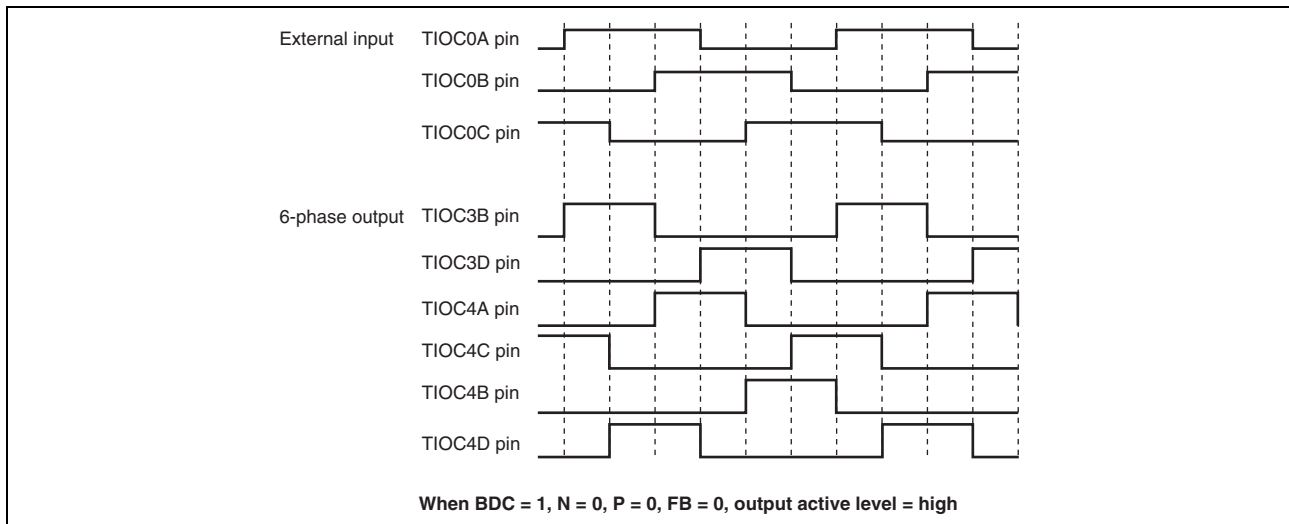 External input TIOC0A pin
TIOC0B pin
TIOC0C pin
6-phase output TIOC3B pin
TIOC3D pin
TIOC4A pin
TIOC4C pin
TIOC4B pin
TIOC4D pin
When BDC = 1, N = 0, P = 0, FB = 0, output active level = high